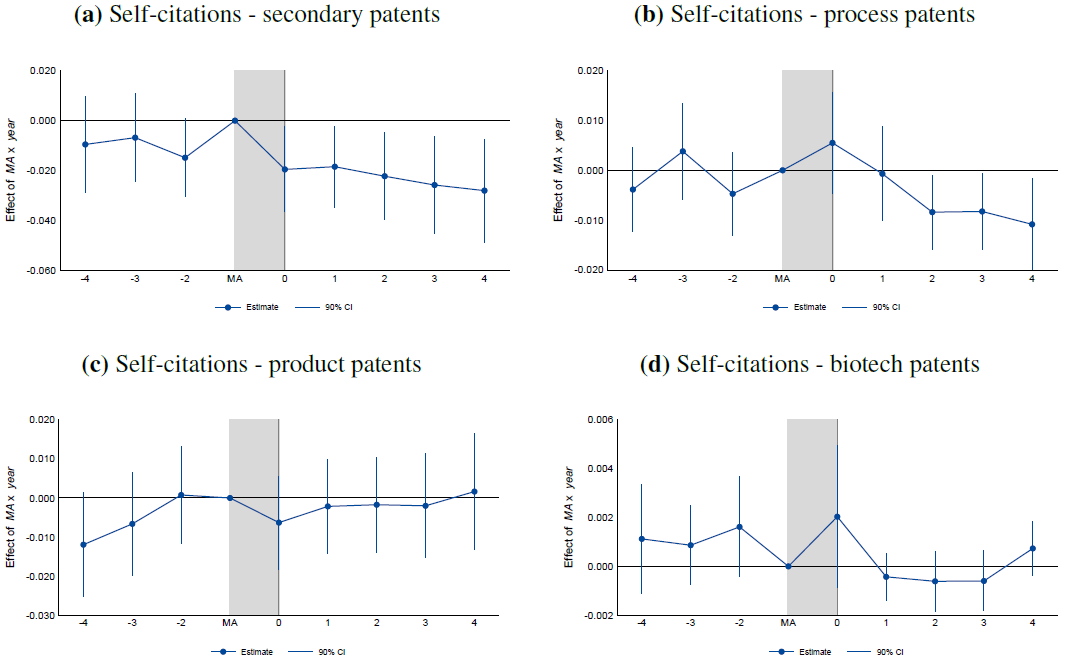 (a) Self-citations - secondary patents
0.020
0.000
-0.020
-0.040
-0.060
Effect of MA x year
-4 -3 -2 MA 0 1 2 3 4
Estimate 90% CI
(b) Self-citations - process patents
0.020
0.010
0.000
-0.010
-0.020
Effect of MA x year
-4 -3 -2 MA 0 1 2 3 4
Estimate 90% CI
(c) Self-citations - product patents
0.020
0.010
0.000
-0.010
-0.020
-0.030
Effect of MA x year
-4 -3 -2 MA 0 1 2 3 4
Estimate 90% CI
(d) Self-citations - biotech patents
0.006
0.004
0.002
0.000
-0.002
Effect of MA x year
-4 -3 -2 MA 0 1 2 3 4
Estimate 90% CI